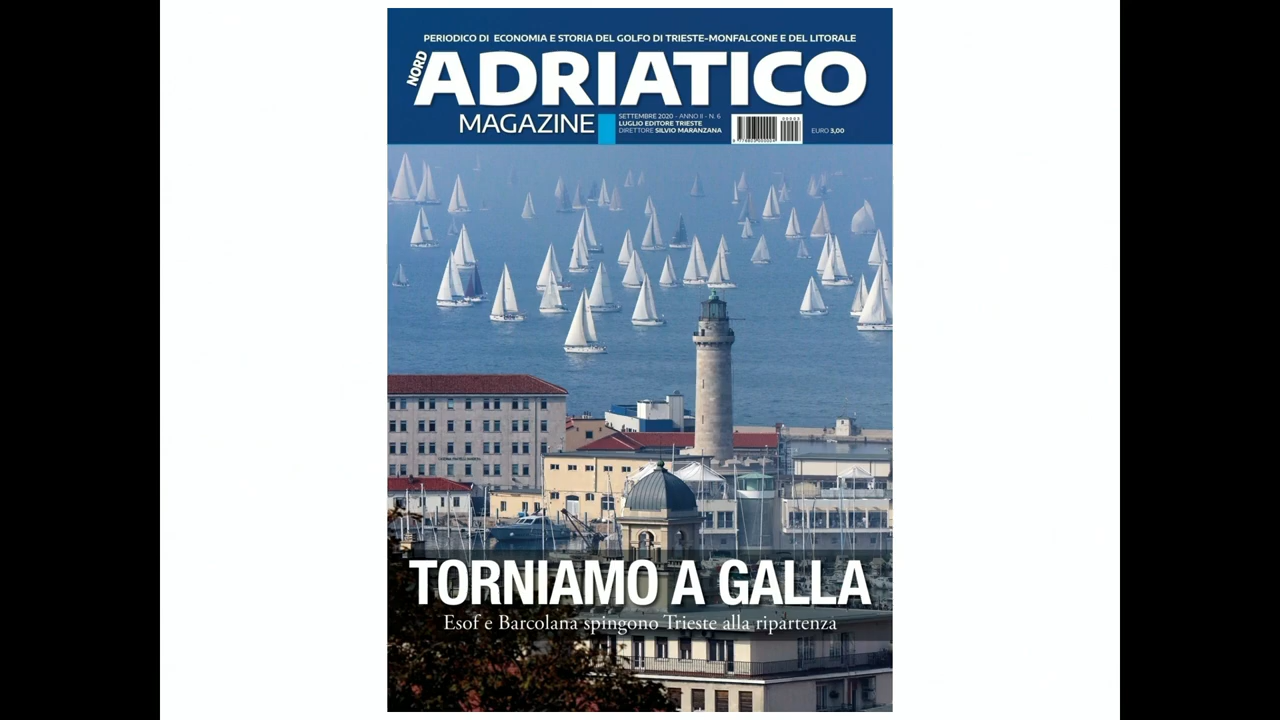 PERIODICO DI ECONOMIA E STORIA DEL GOLFO DI TRIESTE-MONFALCONE E DEL LITORALE
NORD
ADRIATICO
MAGAZINE
SETTEMBRE 2020 - ANNO II - N. 6
LUGLIO EDITORE TRIESTE
DIRETTORE SILVIO MARANZANA
EURO 3,00
TORNIAMO A GALLA
Esof e Barcolana spingono Trieste alla ripartenza